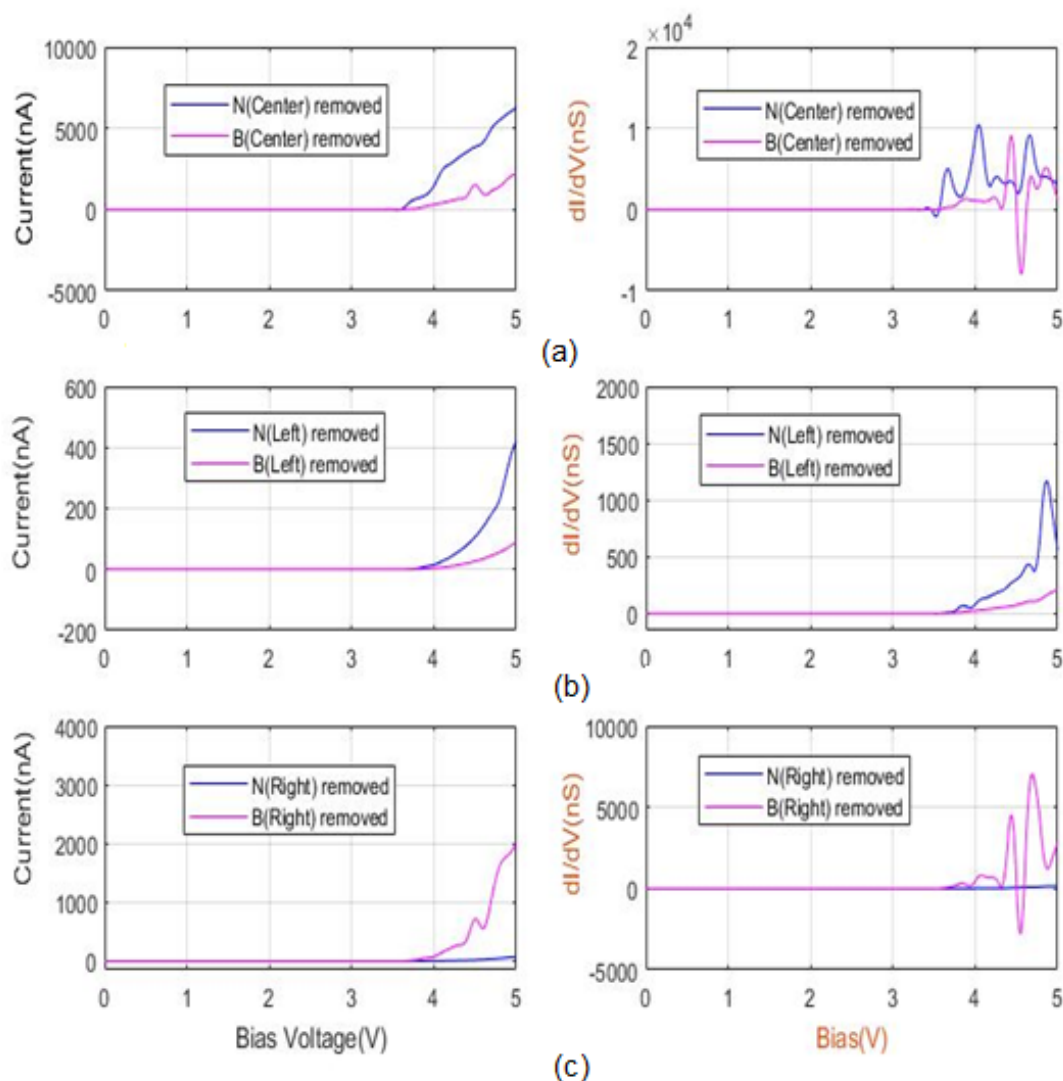 10000
5000
0
-5000
Current(nA)
N(Center) removed
B(Center) removed
0 1 2 3 4 5
×10⁴
2
1
0
-1
dI/dV(nS)
N(Center) removed
B(Center) removed
0 1 2 3 4 5
(a)
600
400
200
0
-200
Current(nA)
N(Left) removed
B(Left) removed
0 1 2 3 4 5
2000
1500
1000
500
0
dI/dV(nS)
N(Left) removed
B(Left) removed
0 1 2 3 4 5
(b)
4000
3000
2000
1000
0
Current(nA)
N(Right) removed
B(Right) removed
0 1 2 3 4 5
Bias Voltage(V)
10000
5000
0
-5000
dI/dV(nS)
N(Right) removed
B(Right) removed
0 1 2 3 4 5
Bias(V)
(c)